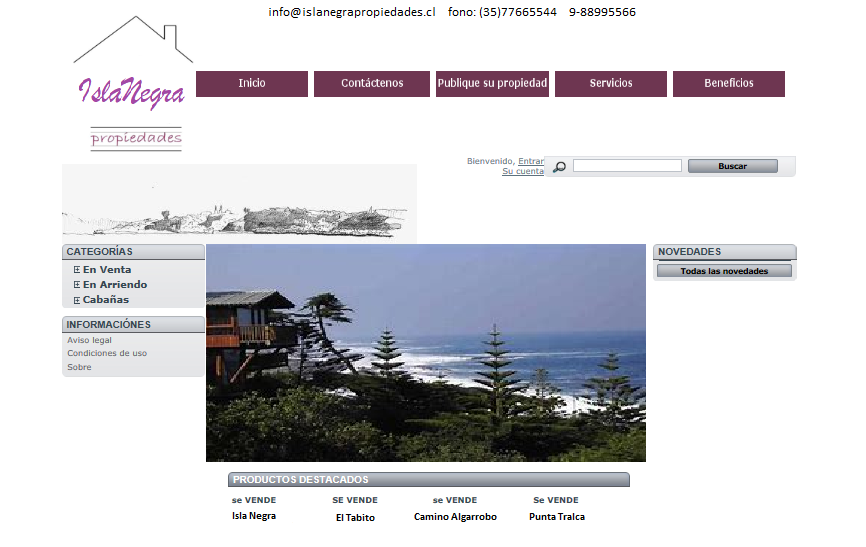 info@islanegrapropiedades.cl fono: (35)77665544 9-88995566
IslaNegra
propiedades
Inicio Contáctenos Publique su propiedad Servicios Beneficios
Bienvenido, Entrar
Su cuenta
Buscar
CATEGORÍAS
En Venta
En Arriendo
Cabañas
INFORMACIÓNES
Aviso legal
Condiciones de uso
Sobre
NOVEDADES
Todas las novedades
PRODUCTOS DESTACADOS
se VENDE SE VENDE se VENDE Se VENDE
Isla Negra El Tabito Camino Algarrobo Punta Tralca